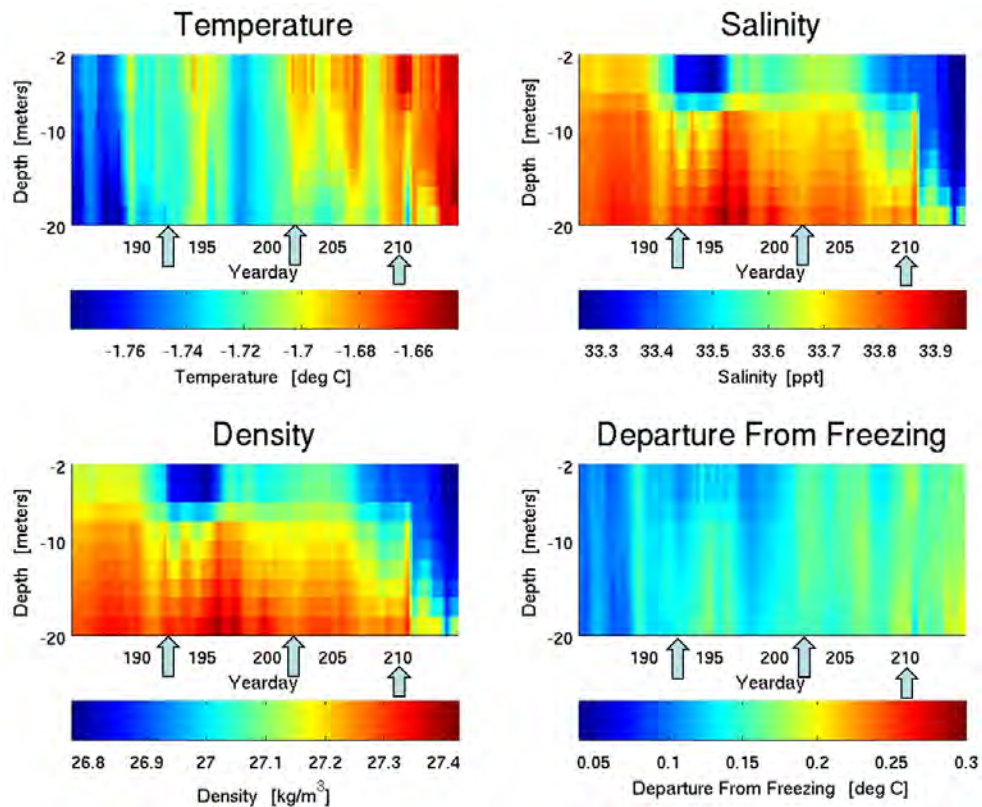 Temperature
Salinity
-2
-10
-20
Depth [meters]
190 195 200 205 210
Yearday
-1.76 -1.74 -1.72 -1.7 -1.68 -1.66
Temperature [deg C]
-2
-10
-20
Depth [meters]
190 195 200 205 210
Yearday
33.3 33.4 33.5 33.6 33.7 33.8 33.9
Salinity [ppt]
Density
Departure From Freezing
-2
-10
-20
Depth [meters]
190 195 200 205 210
Yearday
26.8 26.9 27 27.1 27.2 27.3 27.4
Density [kg/m³]
-2
-10
-20
Depth [meters]
190 195 200 205 210
Yearday
0.05 0.1 0.15 0.2 0.25 0.3
Departure From Freezing [deg C]